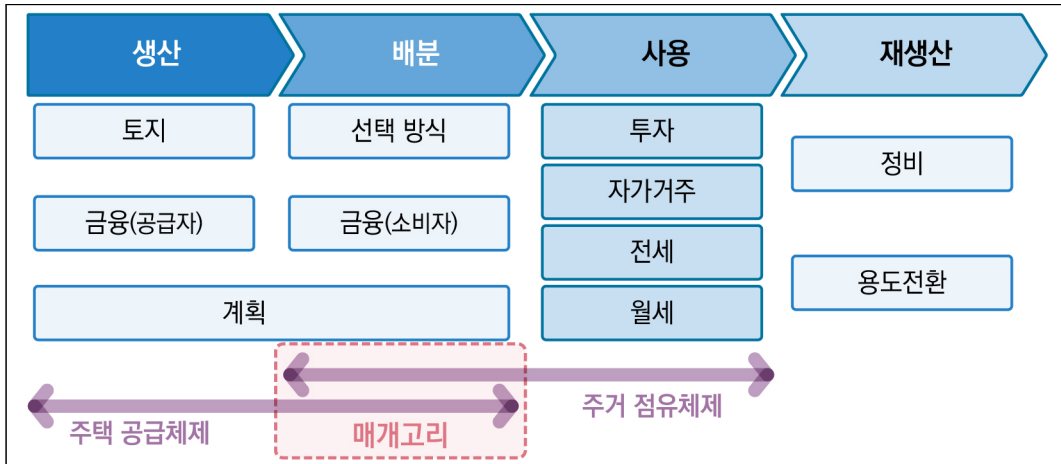 생산
배분
사용
재생산
토지
선택 방식
투자
정비
자가거주
금융(공급자)
금융(소비자)
전세
용도전환
계획
월세
주거 점유체제
주택 공급체제
매개고리